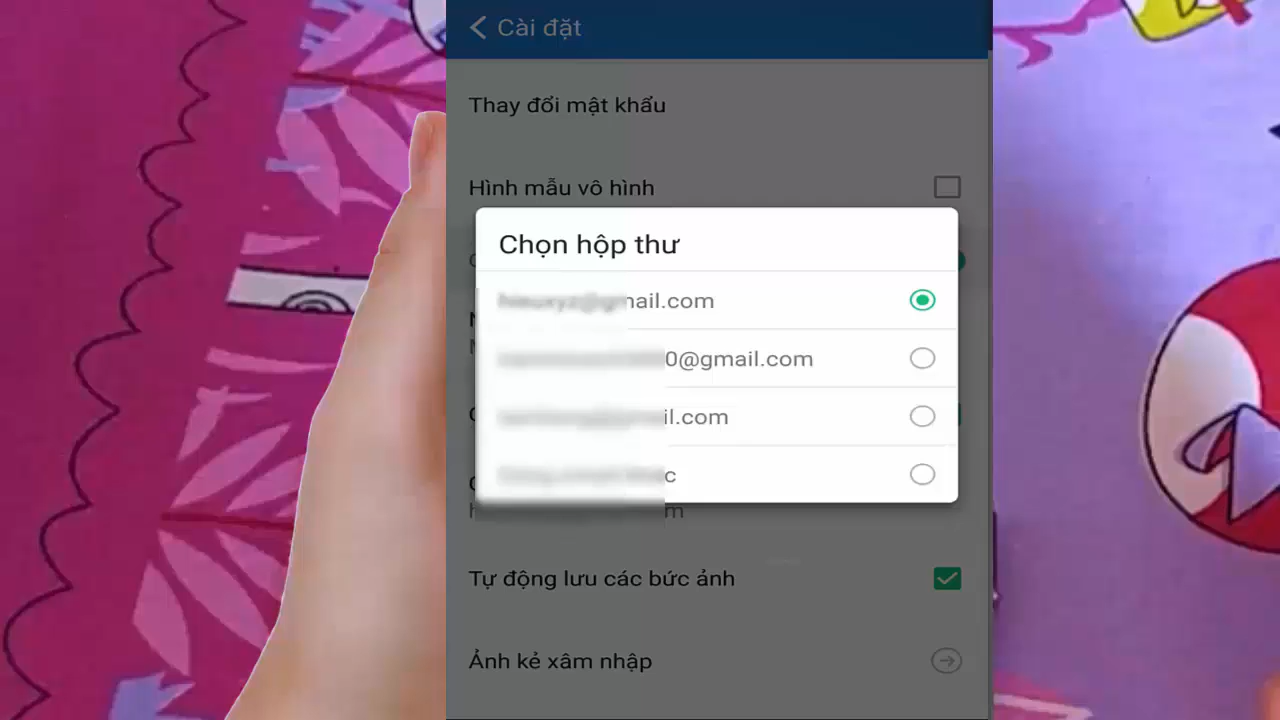 Cài đặt
Thay đổi mật khẩu
Hình mẫu vô hình
Chọn hộp thư
@gmail.com
0@gmail.com
il.com
Tự động lưu các bức ảnh
Ảnh kẻ xâm nhập